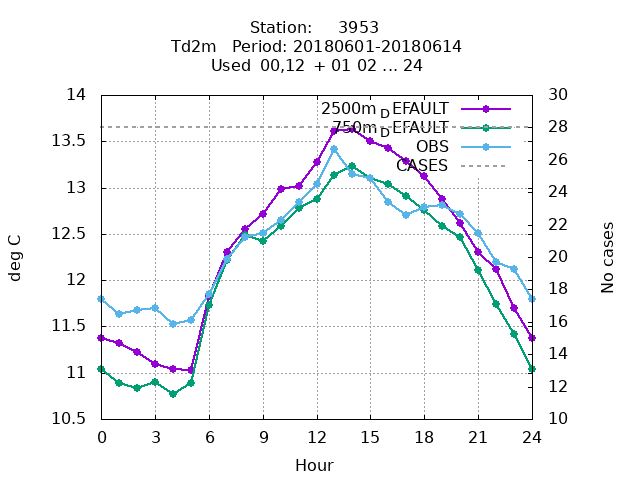 Station: 3953
Td2m Period: 20180601-20180614
Used 00,12 + 01 02 ... 24
14
30
2500m DEFAULT
750m DEFAULT
OBS
CASES
13.5
13
12.5
12
11.5
11
10.5
28
26
24
22
20
18
16
14
12
10
deg C
No cases
0 3 6 9 12 15 18 21 24
Hour